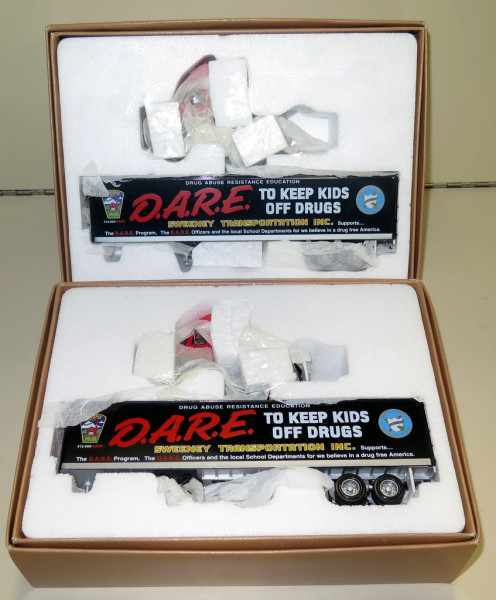 DRUG ABUSE RESISTANCE EDUCATION
D.A.R.E. TO KEEP KIDS
OFF DRUGS
SWEENEY TRANSPORTATION INC. Supports...
The D.A.R.E. Program, The D.A.R.E. Officers and the local School Departments for we believe in a drug free America.
DRUG ABUSE RESISTANCE EDUCATION
D.A.R.E. TO KEEP KIDS
OFF DRUGS
SWEENEY TRANSPORTATION INC. Supports...
The D.A.R.E. Program, The D.A.R.E. Officers and the local School Departments for we believe in a drug free America.